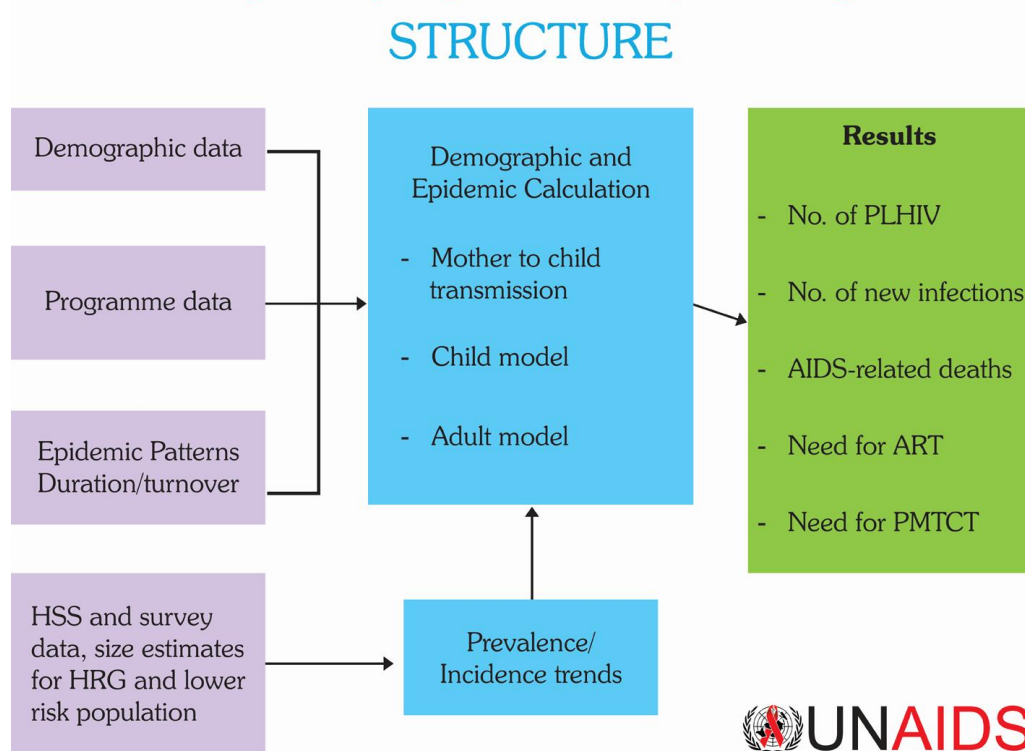 STRUCTURE
Demographic data
Programme data
Epidemic Patterns
Duration/turnover
HSS and survey
data, size estimates
for HRG and lower
risk population
Demographic and
Epidemic Calculation
- Mother to child
transmission
- Child model
- Adult model
Prevalence/
Incidence trends
Results
- No. of PLHIV
- No. of new infections
- AIDS-related deaths
- Need for ART
- Need for PMTCT
UNAIDS